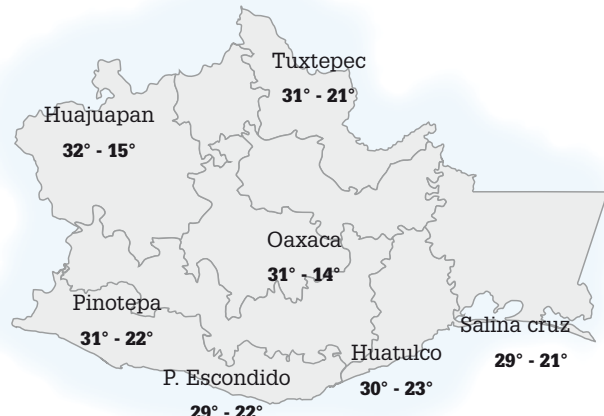 Tuxtepec
31° - 21°
Huajuapan
32° - 15°
Oaxaca
31° - 14°
Pinotepa
31° - 22°
Salina cruz
29° - 21°
Huatulco
30° - 23°
P. Escondido
29° - 22°